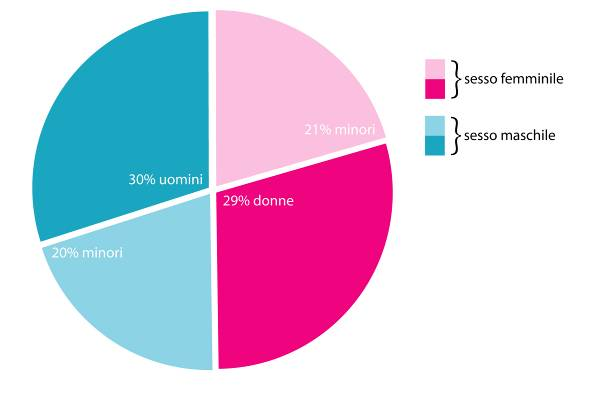 21% minori
30% uomini
29% donne
20% minori
sesso femminile
sesso maschile